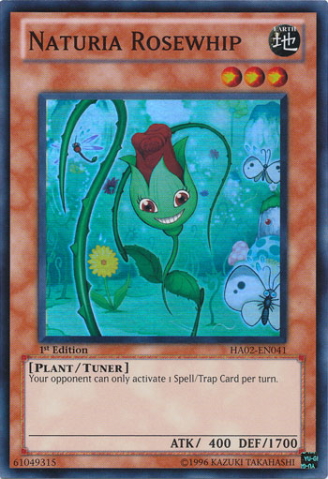 NATURIA ROSEWHIP
EARTH
地
1st Edition
HA02-EN041
[PLANT/TUNER]
Your opponent can only activate 1 Spell/Trap Card per turn.
ATK/ 400 DEF/1700
61049315
©1996 KAZUKI TAKAHASHI